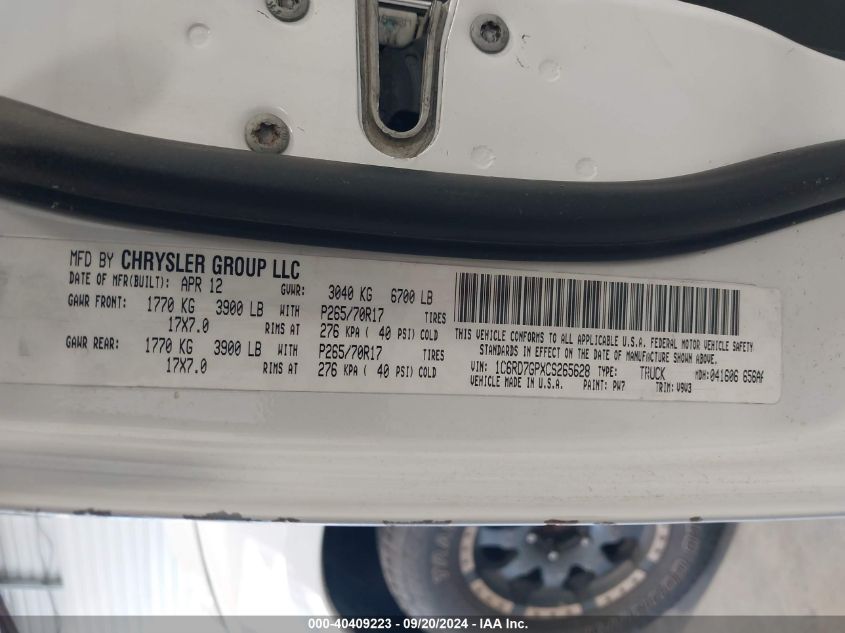 MFD BY CHRYSLER GROUP LLC
DATE OF MFR(BUILT): APR 12 GVWR: 3040 KG 6700 LB
GAWR FRONT: 1770 KG 3900 LB WITH P265/70R17 TIRES
17X7.0 RIMS AT 276 KPA ( 40 PSI) COLD
GAWR REAR: 1770 KG 3900 LB WITH P265/70R17 TIRES
17X7.0 RIMS AT 276 KPA ( 40 PSI) COLD
THIS VEHICLE CONFORMS TO ALL APPLICABLE U.S.A. FEDERAL MOTOR VEHICLE SAFETY
STANDARDS IN EFFECT ON THE DATE OF MANUFACTURE SHOWN ABOVE.
VIN: 1C6RD7GPXCS265628 TYPE: TRUCK MDH:041606 656AA
VEHICLE MADE IN U.S.A. PAINT: PW7 TRIM: V9V3
000-40409223 - 09/20/2024 - IAA Inc.